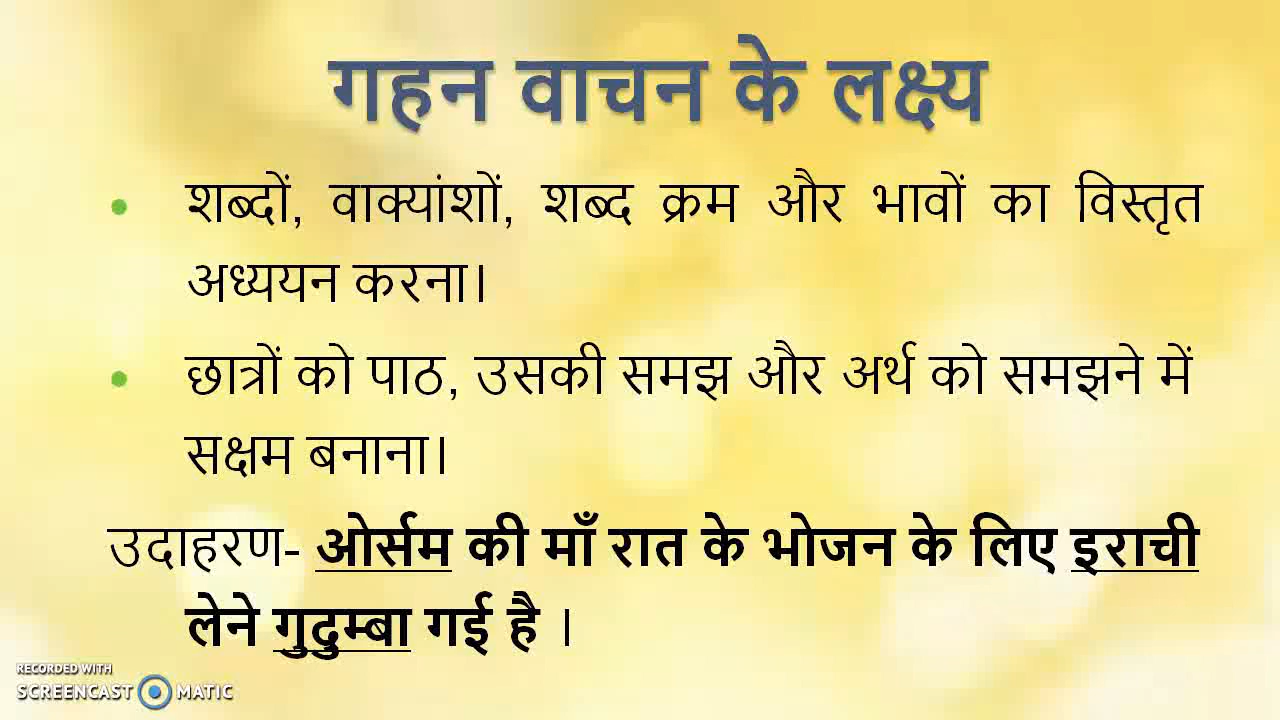 गहन वाचन के लक्ष्य
• शब्दों, वाक्यांशों, शब्द क्रम और भावों का विस्तृत
अध्ययन करना।
• छात्रों को पाठ, उसकी समझ और अर्थ को समझने में
सक्षम बनाना।
उदाहरण- ओर्सम की माँ रात के भोजन के लिए इराची
लेने गुदुम्बा गई है ।
RECORDED WITH
SCREENCAST MATIC